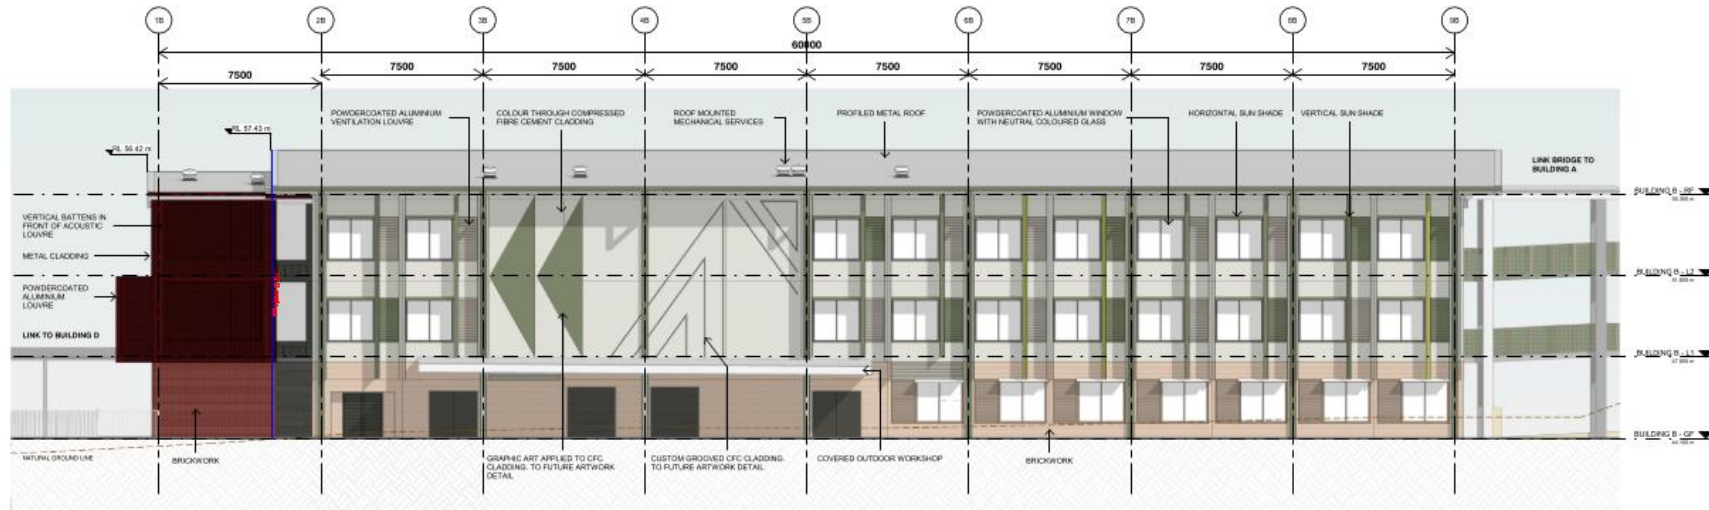 1B 2B 3B 4B 5B 6B 7B 8B 9B
60000
7500 7500 7500 7500 7500 7500 7500 7500
POWDERCOATED ALUMINIUM
VENTILATION LOUVRE
COLOUR THROUGH COMPRESSED
FIBRE CEMENT CLADDING
ROOF MOUNTED
MECHANICAL SERVICES
PROFILED METAL ROOF
POWDERCOATED ALUMINIUM WINDOW
WITH NEUTRAL COLOURED GLASS
HORIZONTAL SUN SHADE
VERTICAL SUN SHADE
RL 57.43 m
RL 56.42 m
LINK BRIDGE TO
BUILDING A
BUILDING B - RF
VERTICAL BATTENS IN
FRONT OF ACOUSTIC
LOUVRE
METAL CLADDING
BUILDING B - L2
POWDERCOATED
ALUMINIUM
LOUVRE
LINK TO BUILDING D
BUILDING B - L1
BUILDING B - GF
NATURAL GROUND LINE
BRICKWORK
GRAPHIC ART APPLIED TO CFC
CLADDING. TO FUTURE ARTWORK
DETAIL
CUSTOM GROOVED CFC CLADDING.
TO FUTURE ARTWORK DETAIL
COVERED OUTDOOR WORKSHOP
BRICKWORK